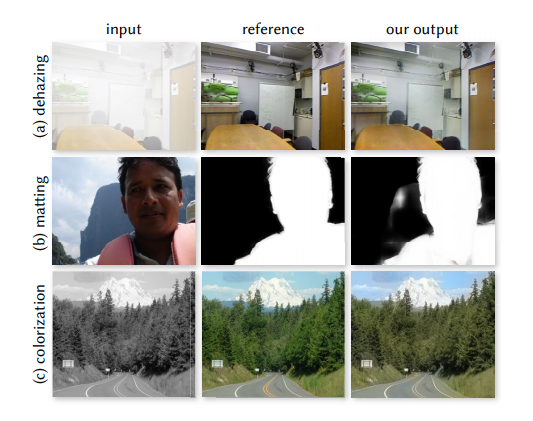 input reference our output
(a) dehazing
(b) matting
(c) colorization